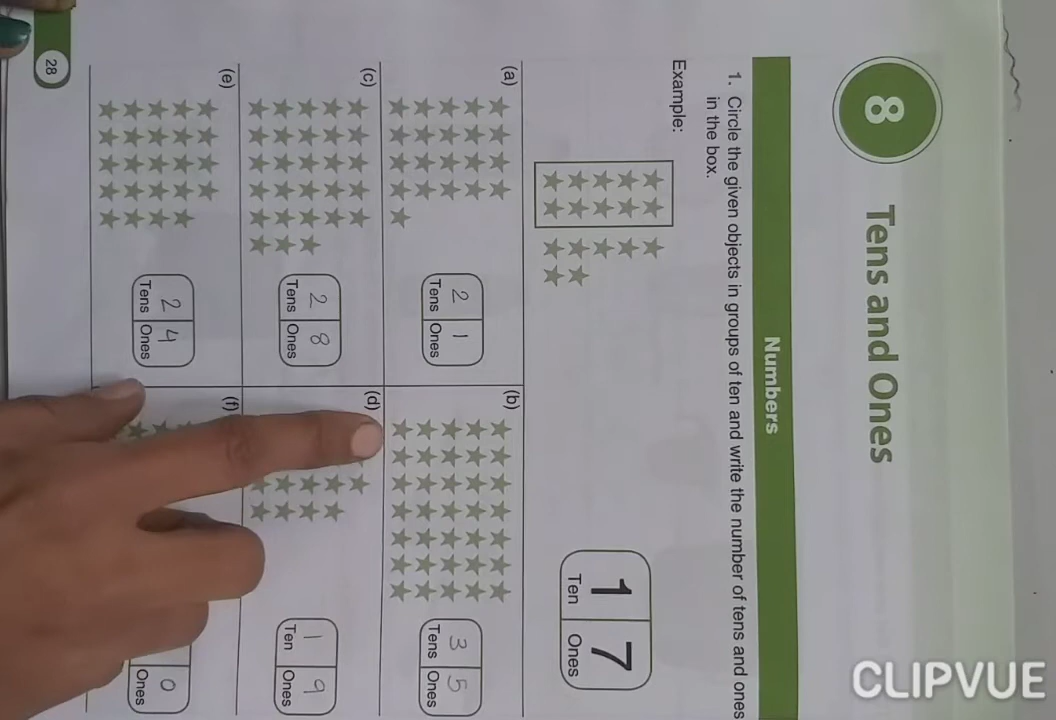 8 Tens and Ones
Numbers
1. Circle the given objects in groups of ten and write the number of tens and ones
in the box.
Example:
1 7
Ten Ones
(a)
2 1
Tens Ones
(b)
3 5
Tens Ones
(c)
2 8
Tens Ones
(d)
1 9
Ten Ones
(e)
2 4
Tens Ones
(f)
0
Ones
28
CLIPVUE